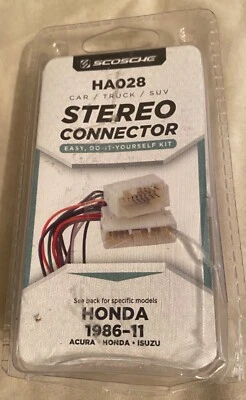 SCOSCHE
HA028
CAR / TRUCK / SUV
STEREO
CONNECTOR
EASY, DO-IT-YOURSELF KIT
See back for specific models
HONDA
1986-11
ACURA • HONDA • ISUZU